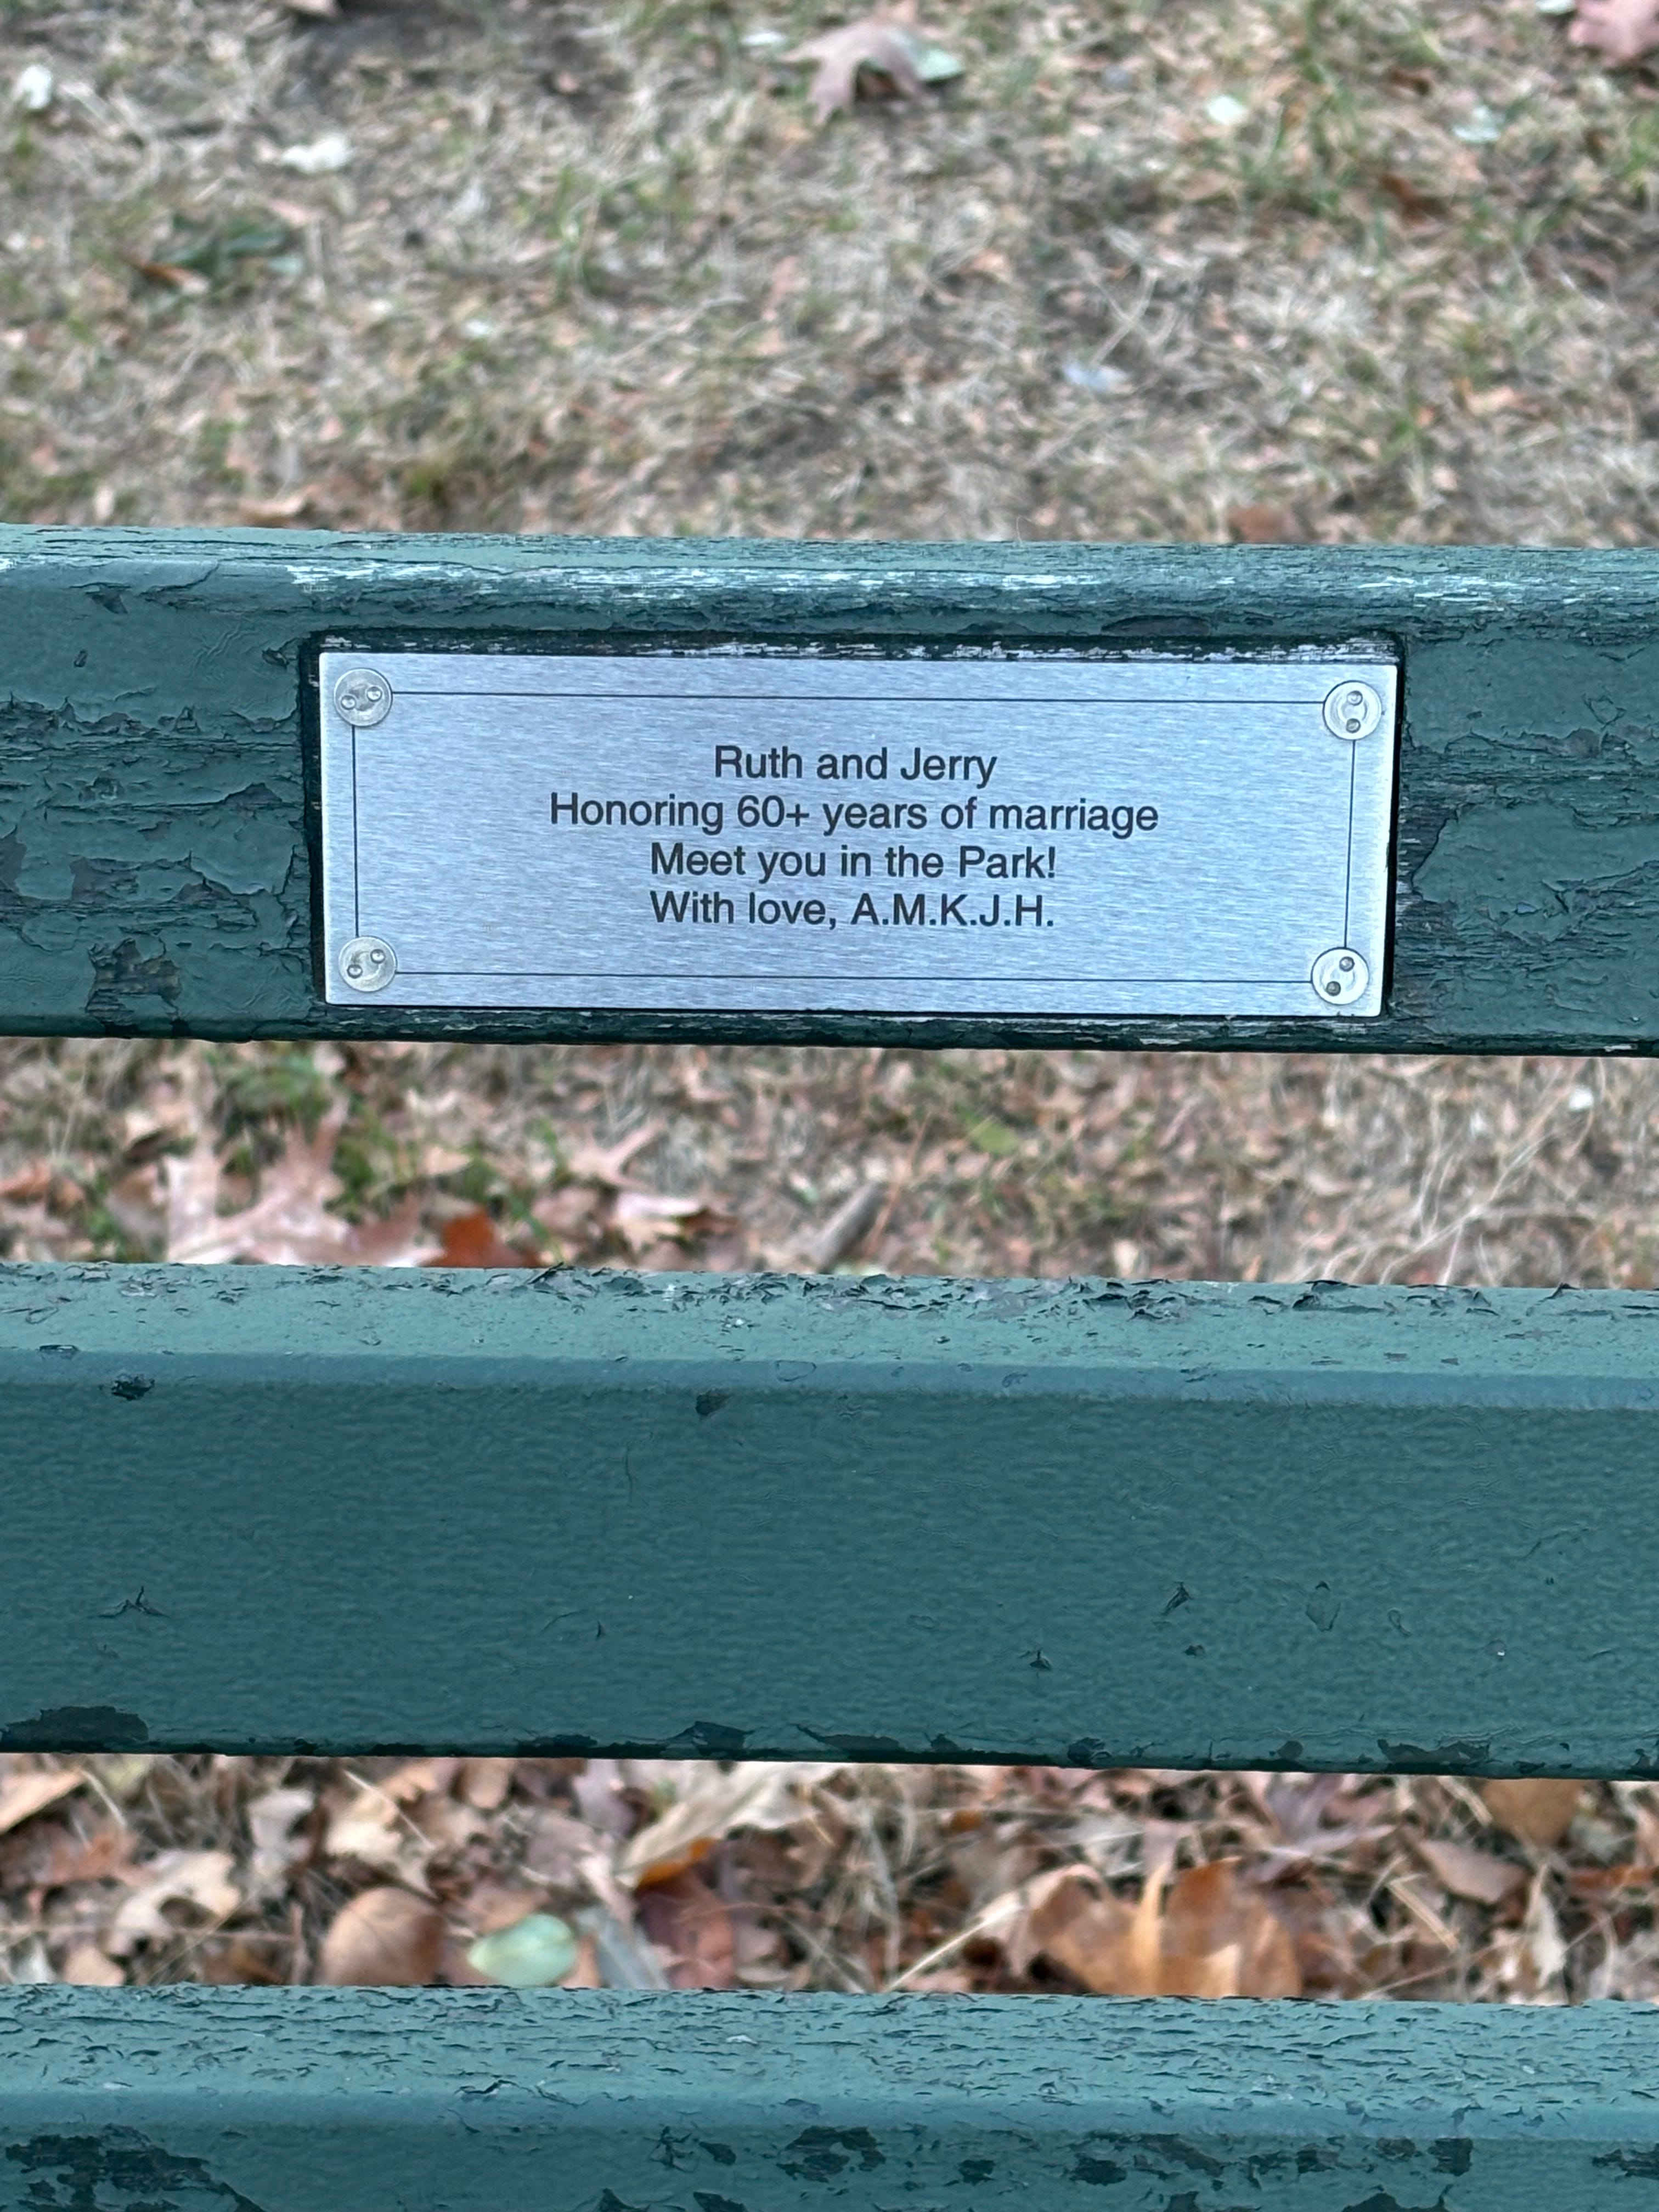 Ruth and Jerry
Honoring 60+ years of marriage
Meet you in the Park!
With love, A.M.K.J.H.